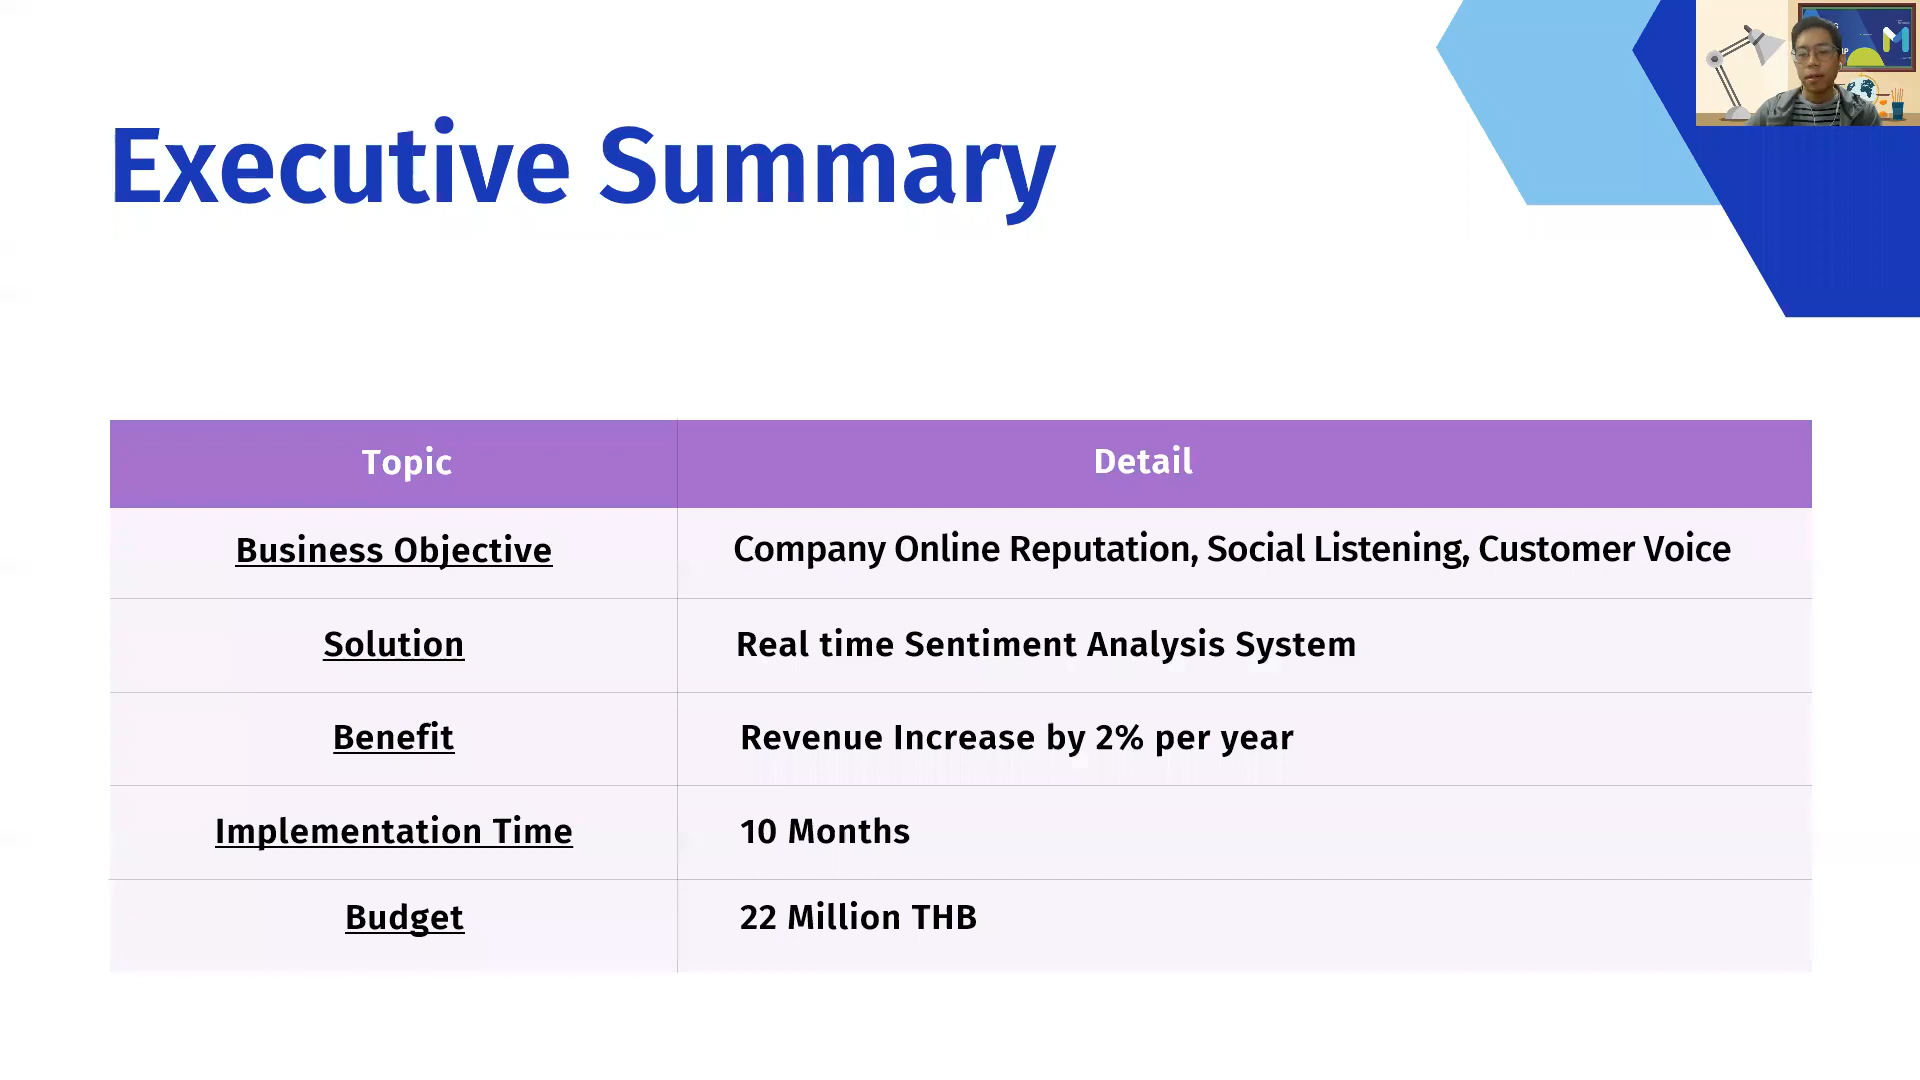 Executive Summary
Topic
Detail
Business Objective
Company Online Reputation, Social Listening, Customer Voice
Solution
Real time Sentiment Analysis System
Benefit
Revenue Increase by 2% per year
Implementation Time
10 Months
Budget
22 Million THB